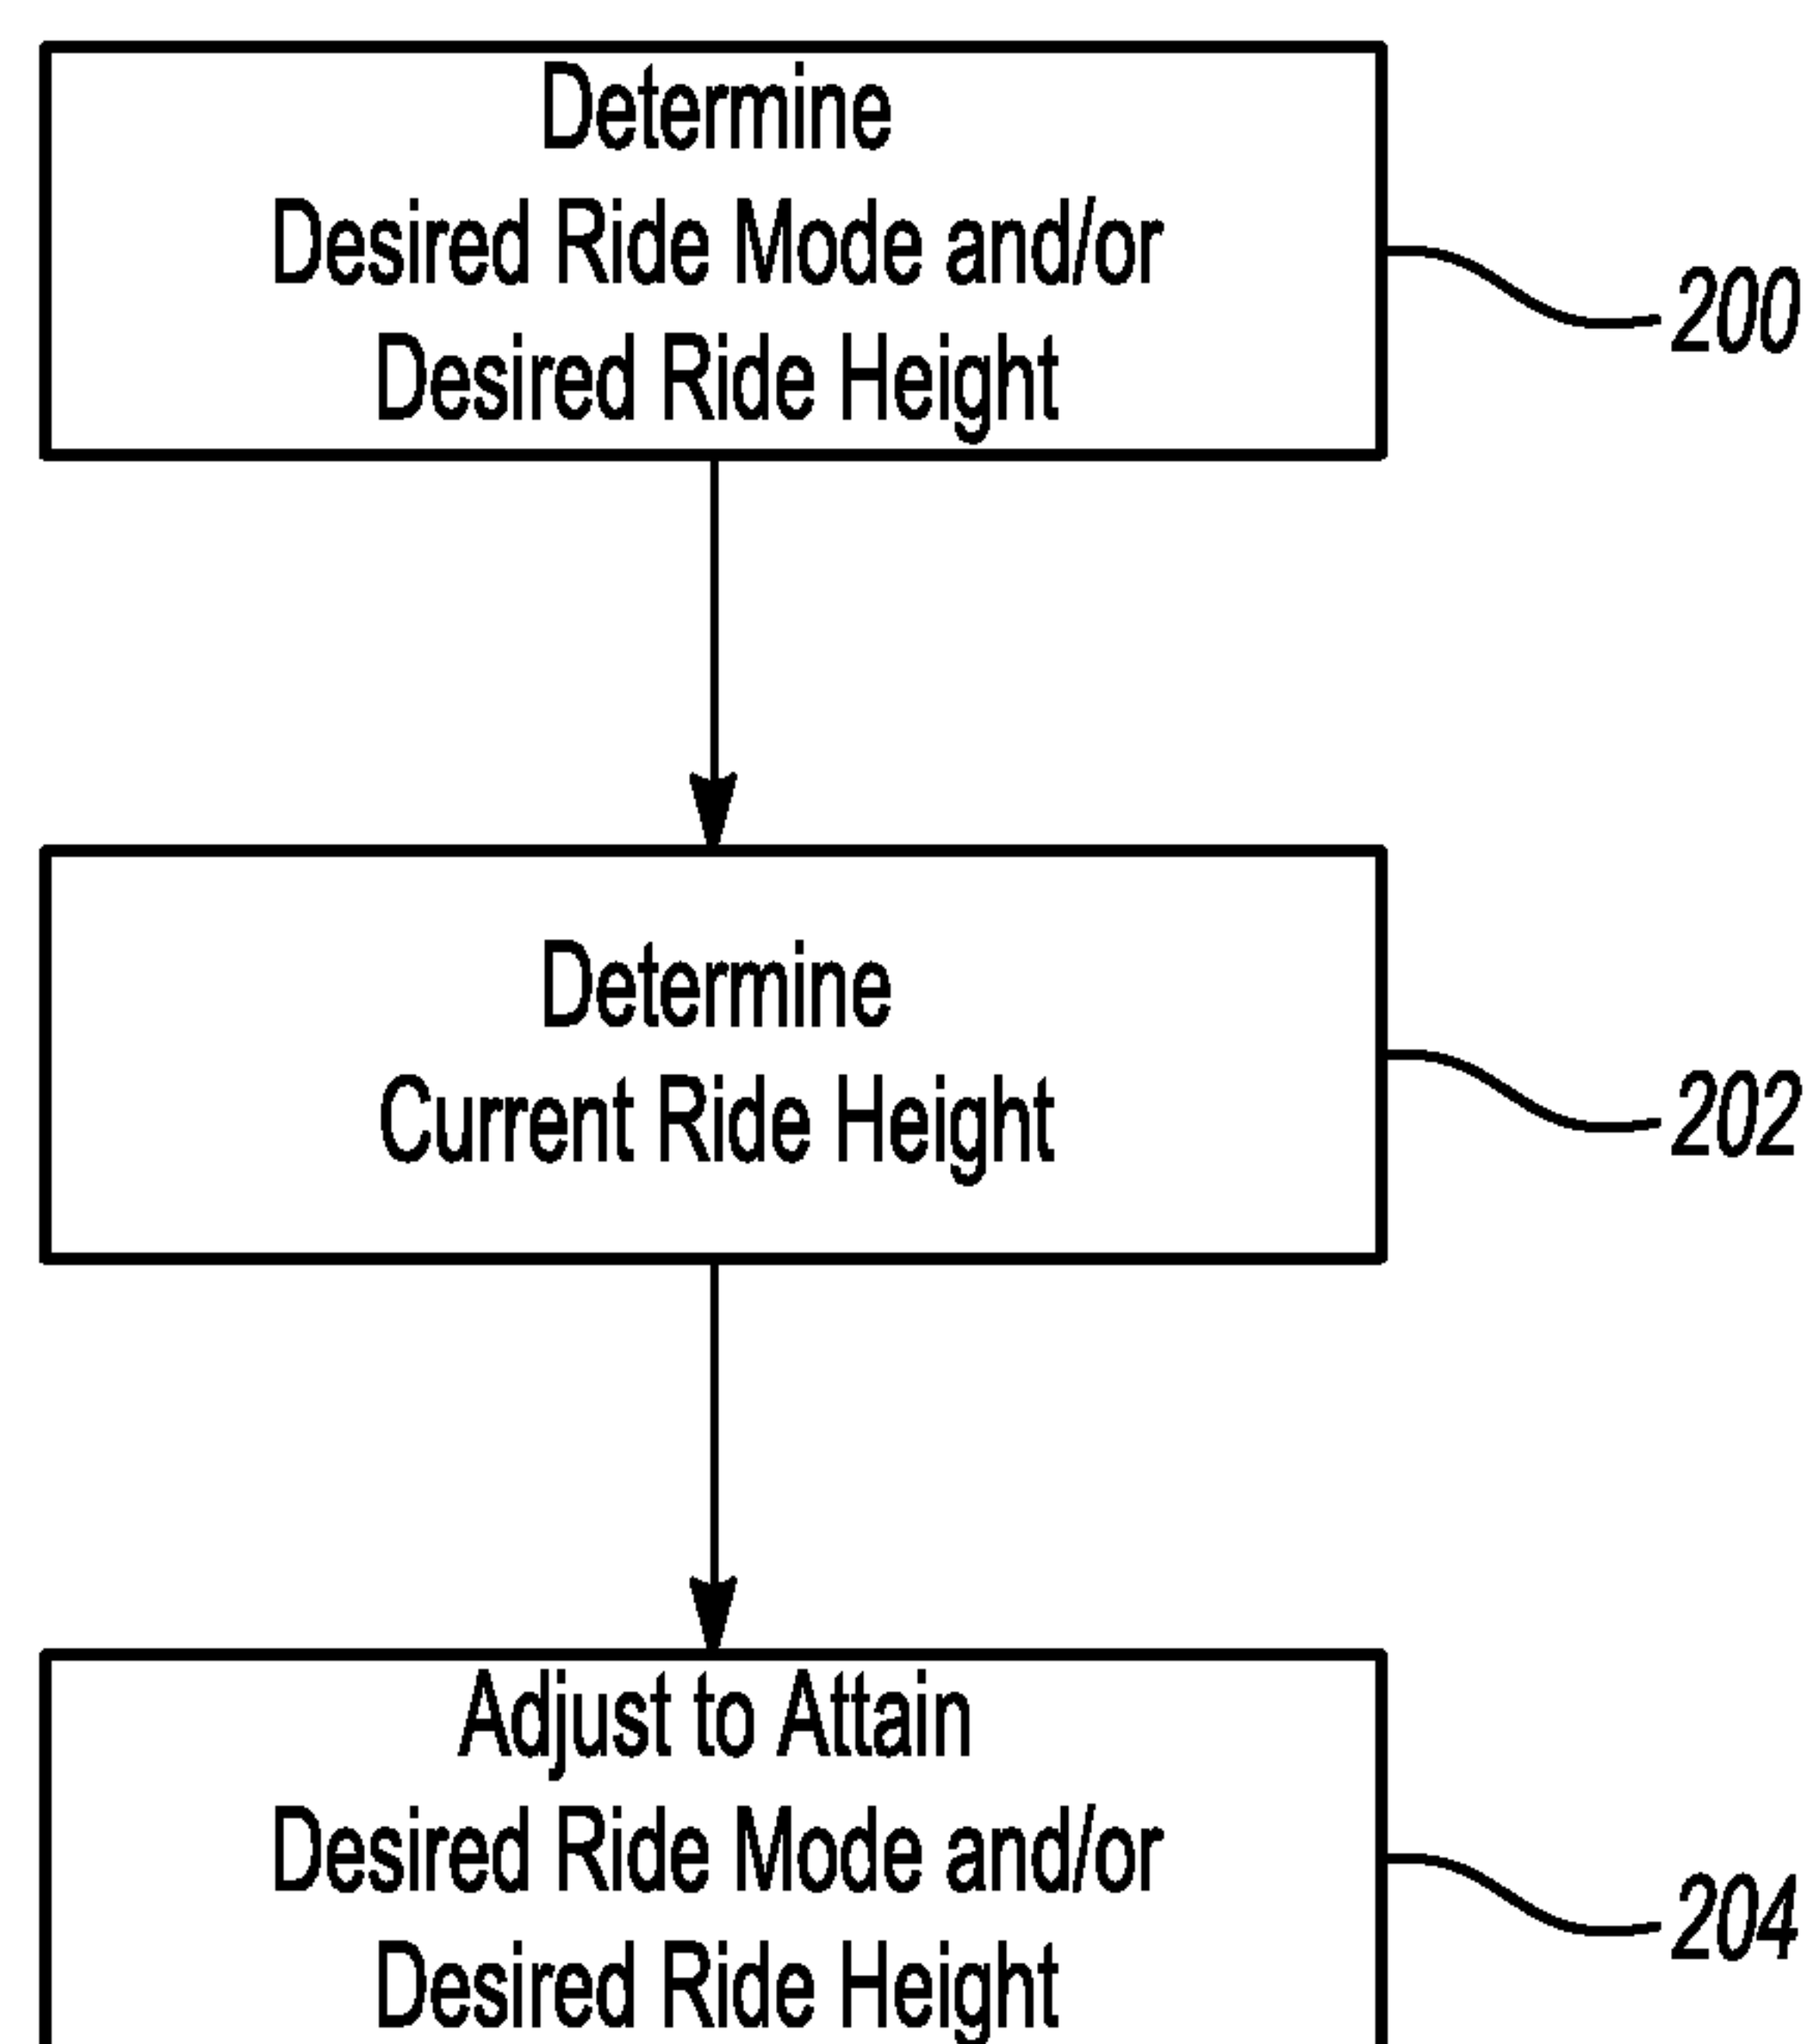 Determine
Desired Ride Mode and/or
Desired Ride Height
200
Determine
Current Ride Height
202
Adjust to Attain
Desired Ride Mode and/or
Desired Ride Height
204